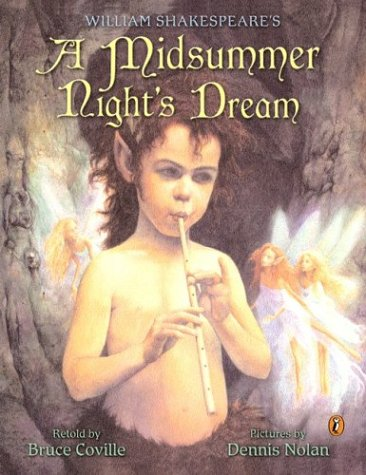 WILLIAM SHAKESPEARE'S
A Midsummer
Night's Dream
Retold by
Bruce Coville
Pictures by
Dennis Nolan